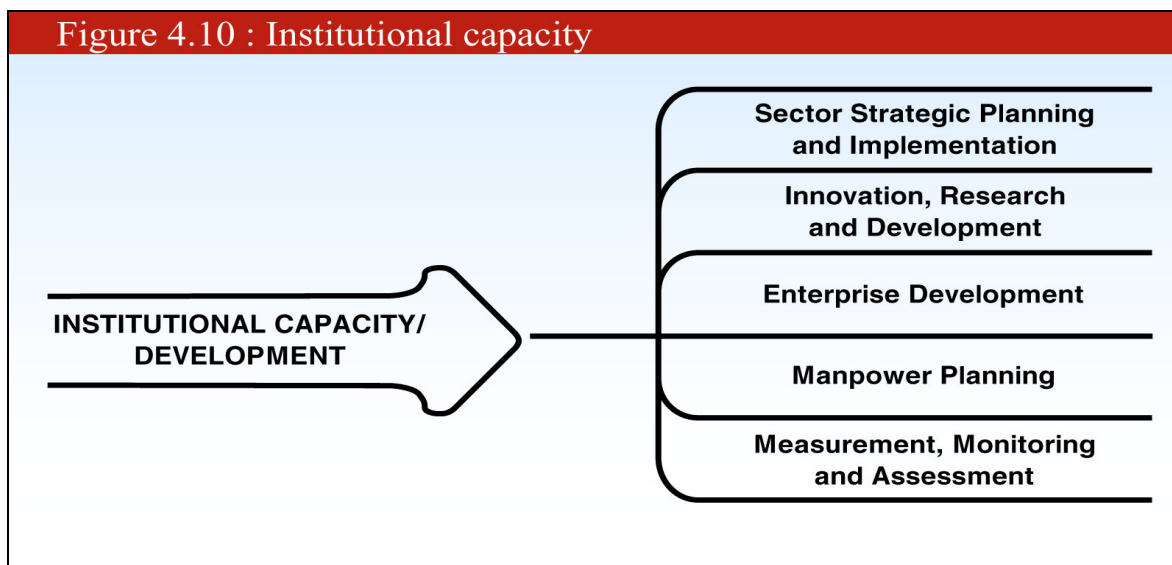 Figure 4.10 : Institutional capacity
Sector Strategic Planning
and Implementation
Innovation, Research
and Development
Enterprise Development
INSTITUTIONAL CAPACITY/
DEVELOPMENT
Manpower Planning
Measurement, Monitoring
and Assessment